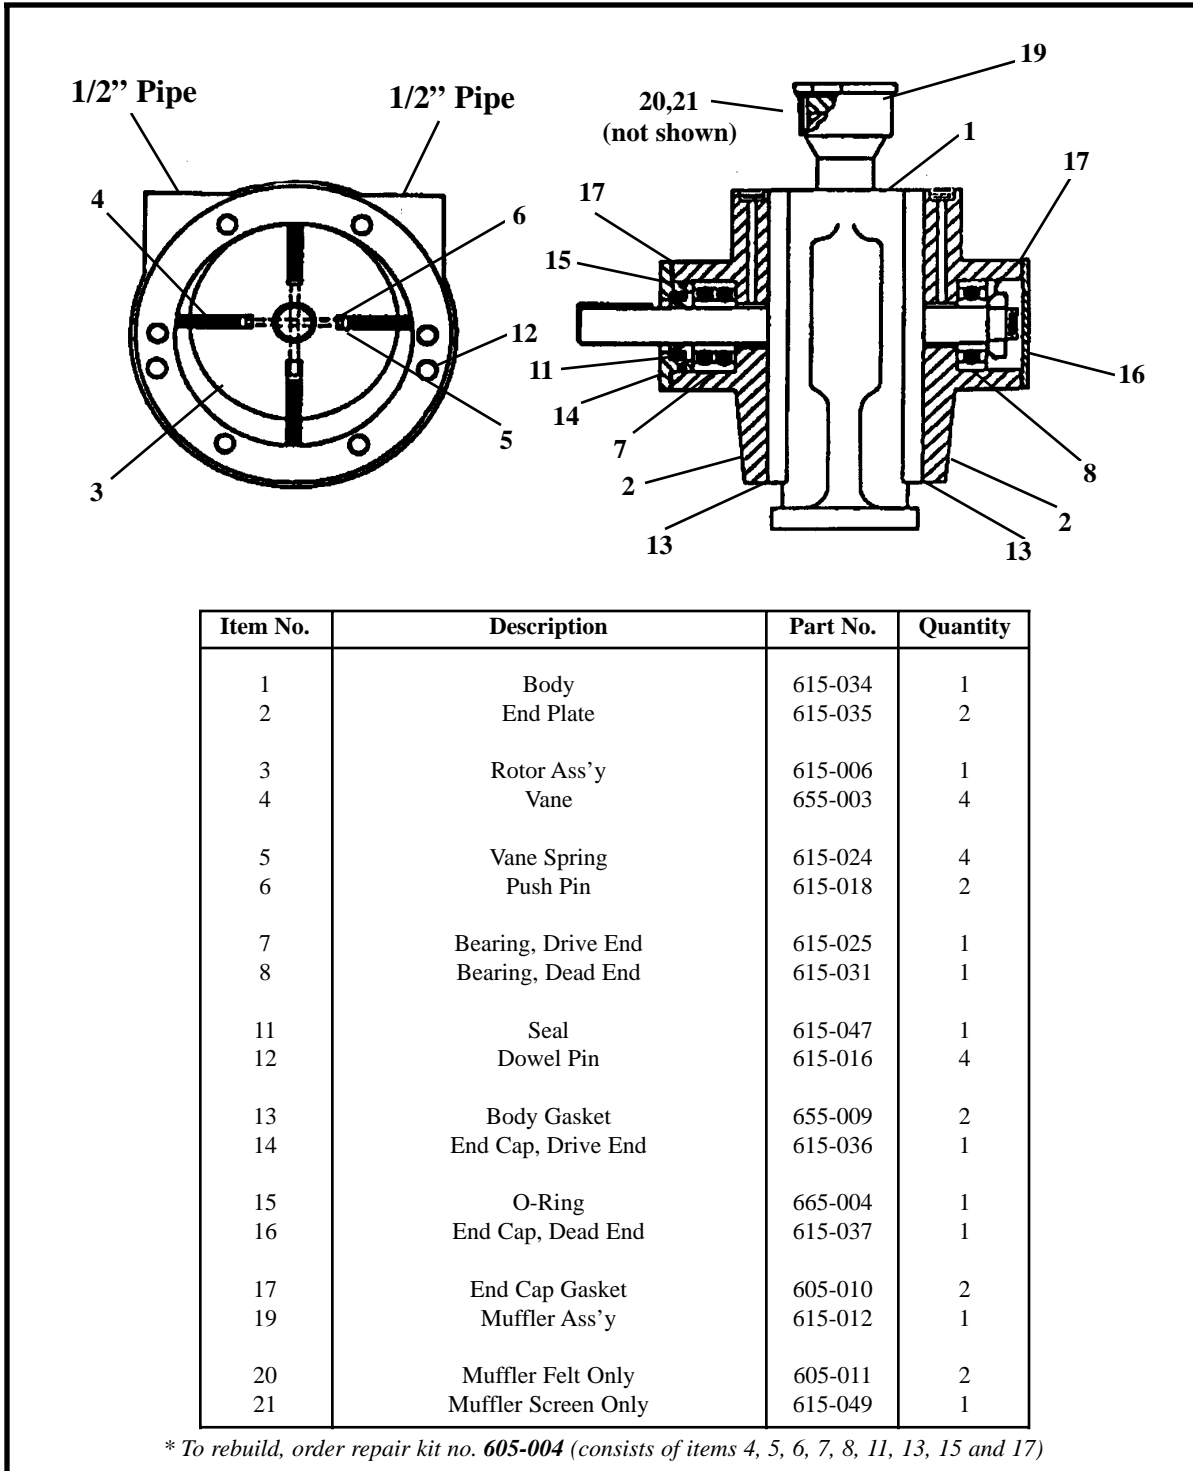 1/2” Pipe
1/2” Pipe
4
6
12
5
3
19
20,21
(not shown)
1
17
17
15
11
14
7
2
13
16
8
2
13
Item No. Description Part No. Quantity
1 Body 615-034 1
2 End Plate 615-035 2
3 Rotor Ass’y 615-006 1
4 Vane 655-003 4
5 Vane Spring 615-024 4
6 Push Pin 615-018 2
7 Bearing, Drive End 615-025 1
8 Bearing, Dead End 615-031 1
11 Seal 615-047 1
12 Dowel Pin 615-016 4
13 Body Gasket 655-009 2
14 End Cap, Drive End 615-036 1
15 O-Ring 665-004 1
16 End Cap, Dead End 615-037 1
17 End Cap Gasket 605-010 2
19 Muffler Ass’y 615-012 1
20 Muffler Felt Only 605-011 2
21 Muffler Screen Only 615-049 1
* To rebuild, order repair kit no. 605-004 (consists of items 4, 5, 6, 7, 8, 11, 13, 15 and 17)